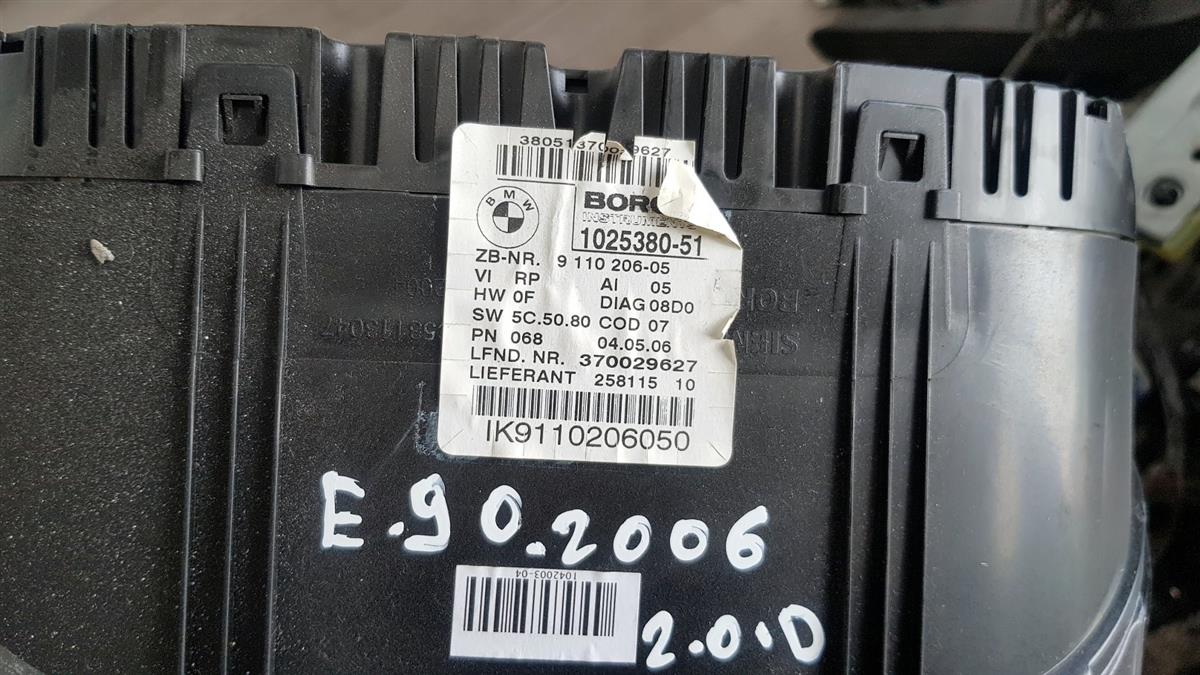 38051370029627
BMW
BORG
INSTRUMENTS
1025380-51
ZB-NR. 9 110 206-05
VI RP AI 05
HW 0F DIAG 08D0
SW 5C.50.80 COD 07
PN 068 04.05.06
LFND. NR. 370029627
LIEFERANT 258115 10
IK9110206050
E.90.2006
1042003-04
2.0.D